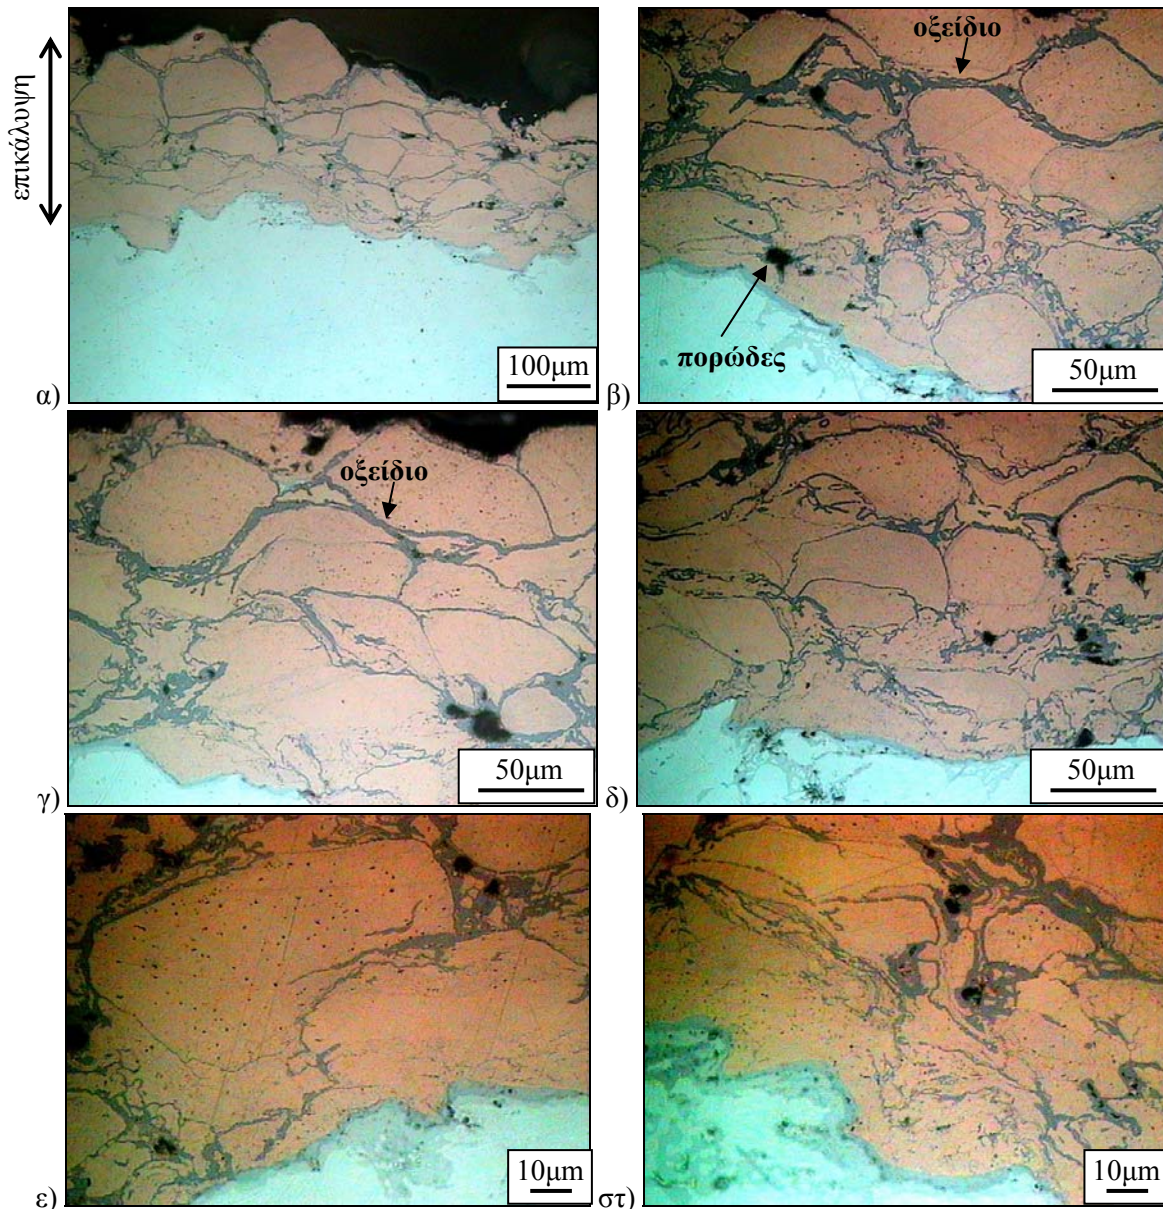 επικάλυψη
100μm
α)
οξείδιο
πορώδες
50μm
β)
οξείδιο
50μm
γ)
50μm
δ)
10μm
ε)
10μm
στ)